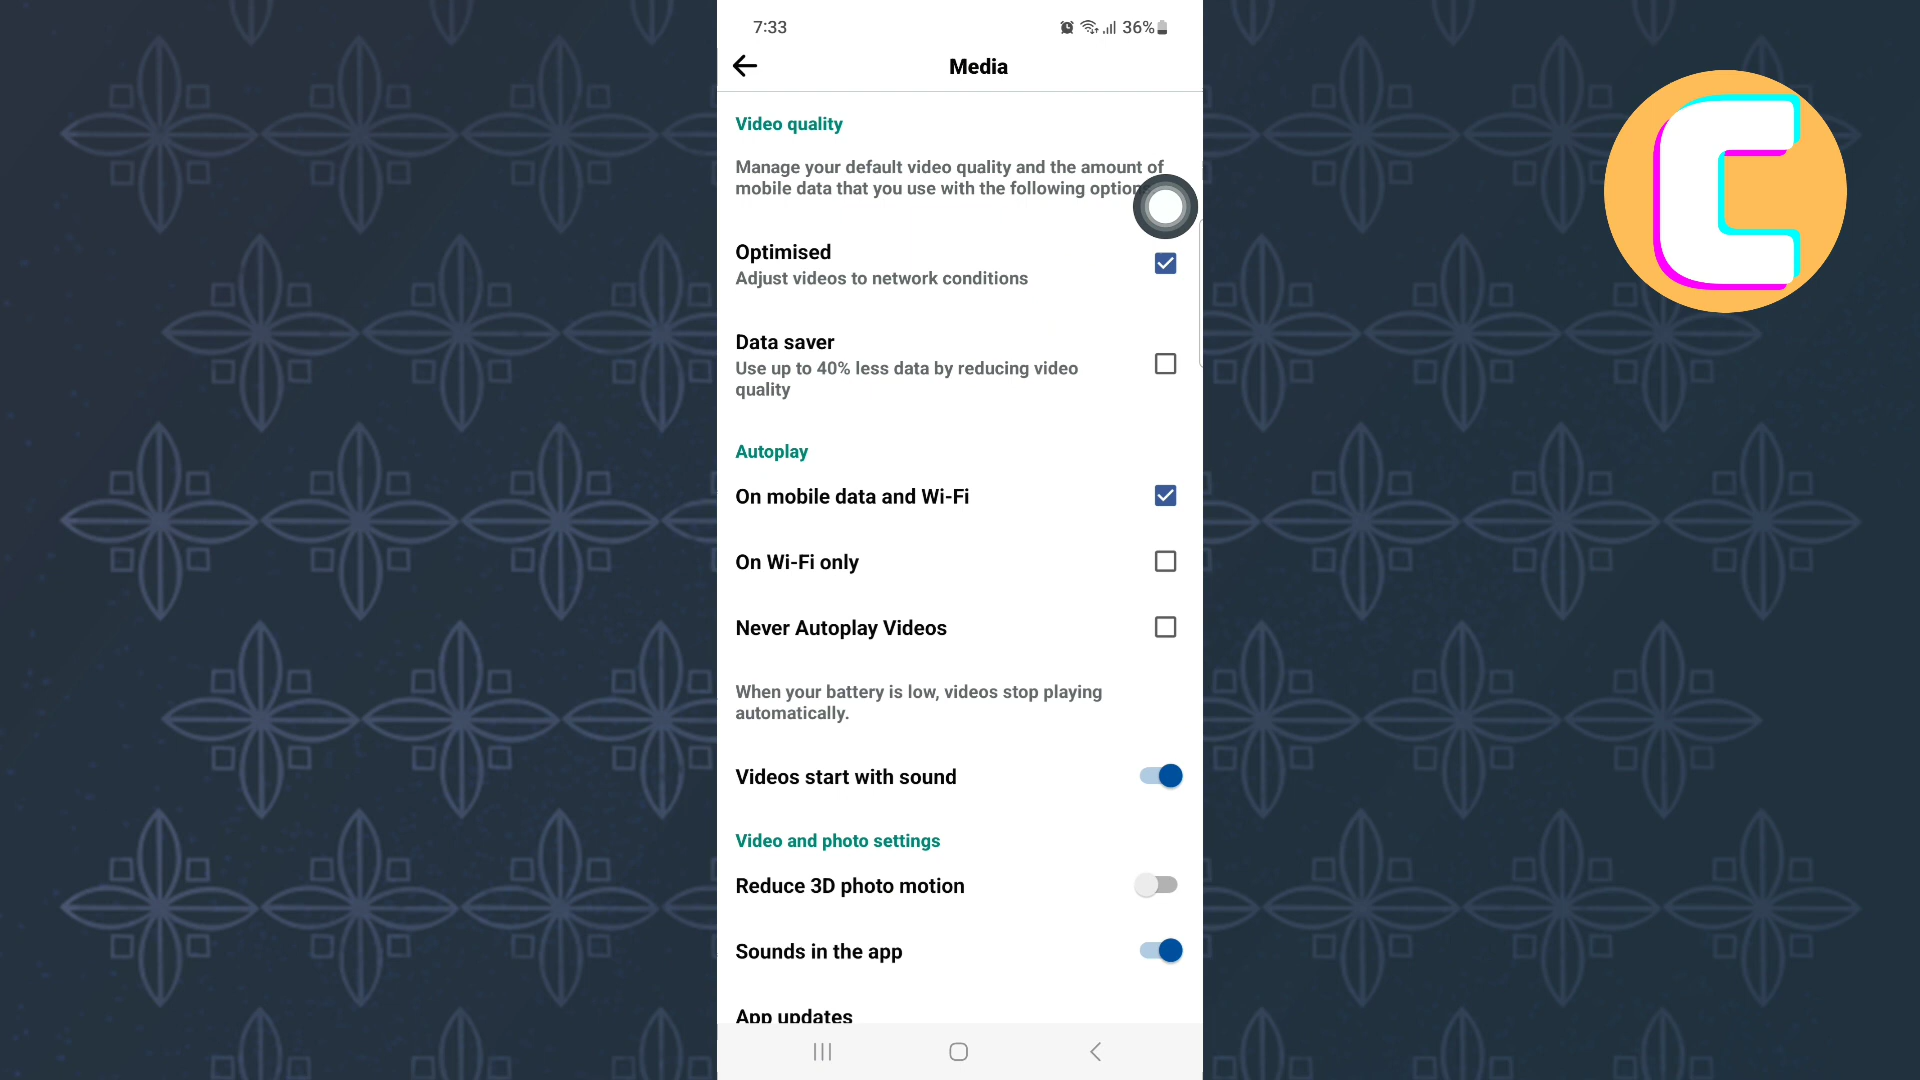 7:33
36%
Media
Video quality
Manage your default video quality and the amount of
mobile data that you use with the following option
Optimised
Adjust videos to network conditions
Data saver
Use up to 40% less data by reducing video
quality
Autoplay
On mobile data and Wi-Fi
On Wi-Fi only
Never Autoplay Videos
When your battery is low, videos stop playing
automatically.
Videos start with sound
Video and photo settings
Reduce 3D photo motion
Sounds in the app
App updates
C